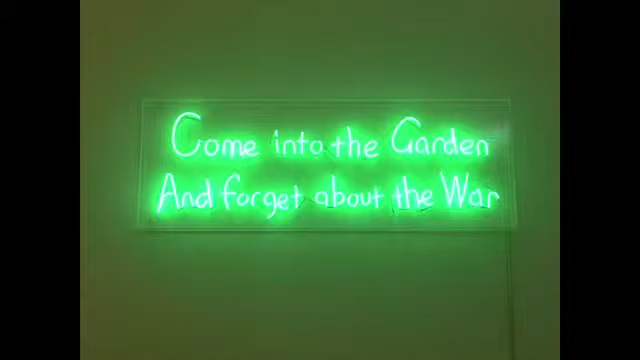 Come into the Garden
And forget about the War